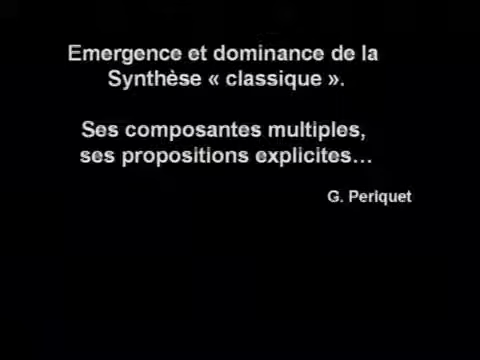 Emergence et dominance de la
Synthèse « classique ».
Ses composantes multiples,
ses propositions explicites…
G. Periquet